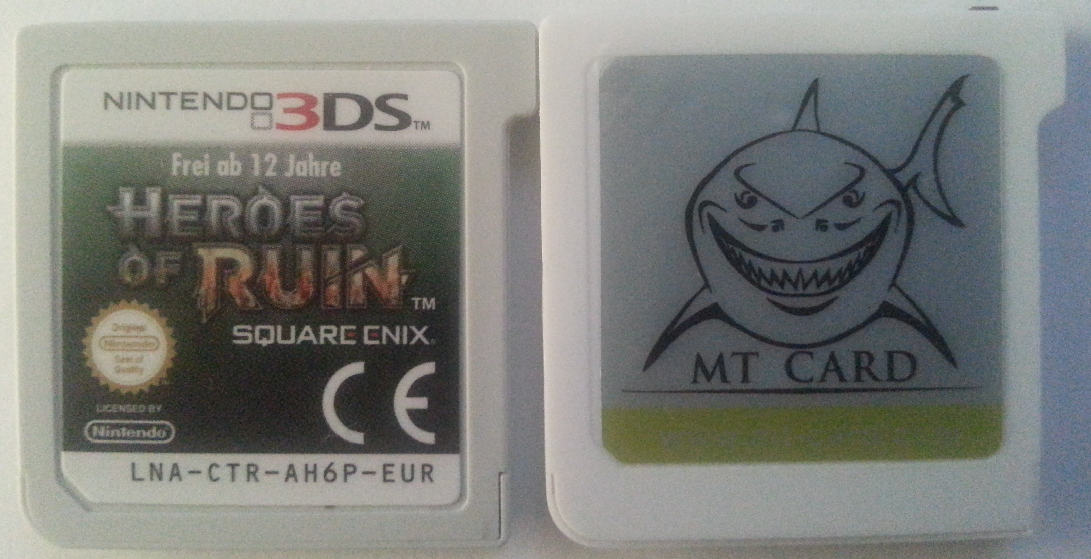 NINTENDO 3DS™
Frei ab 12 Jahre
HEROES
OF RUIN™
SQUARE ENIX.
Original
Nintendo
Seal of
Quality
CE
LICENSED BY
Nintendo
LNA-CTR-AH6P-EUR
MT CARD